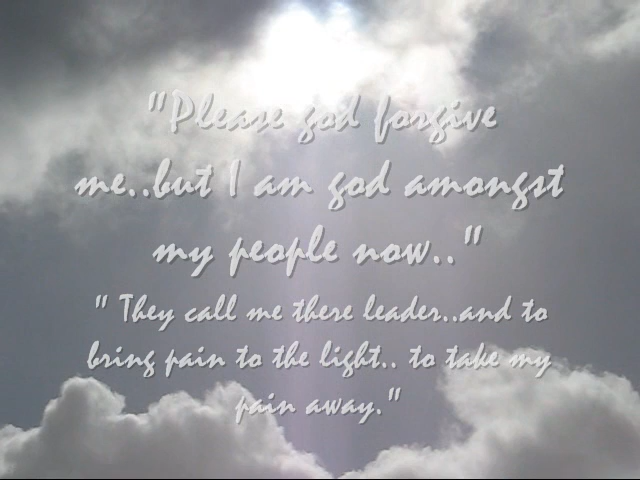 "Please god forgive
me..but I am god amongst
my people now.."
" They call me there leader..and to
bring pain to the light.. to take my
pain away."